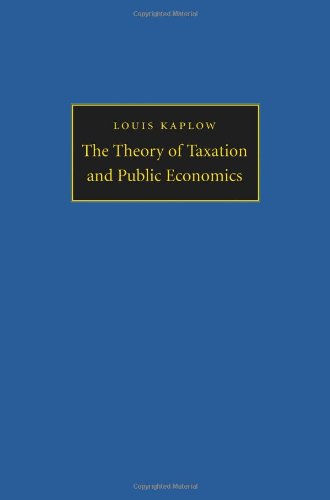 LOUIS KAPLOW
The Theory of Taxation
and Public Economics